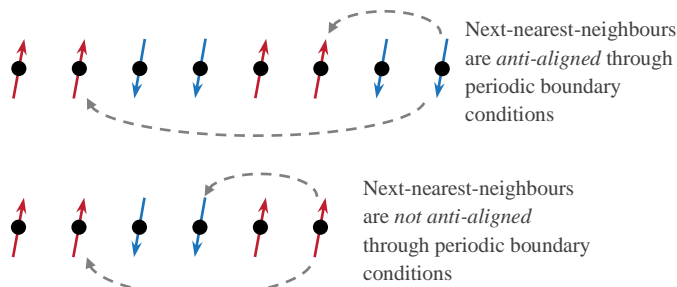 Next-nearest-neighbours
are anti-aligned through
periodic boundary
conditions
Next-nearest-neighbours
are not anti-aligned
through periodic boundary
conditions